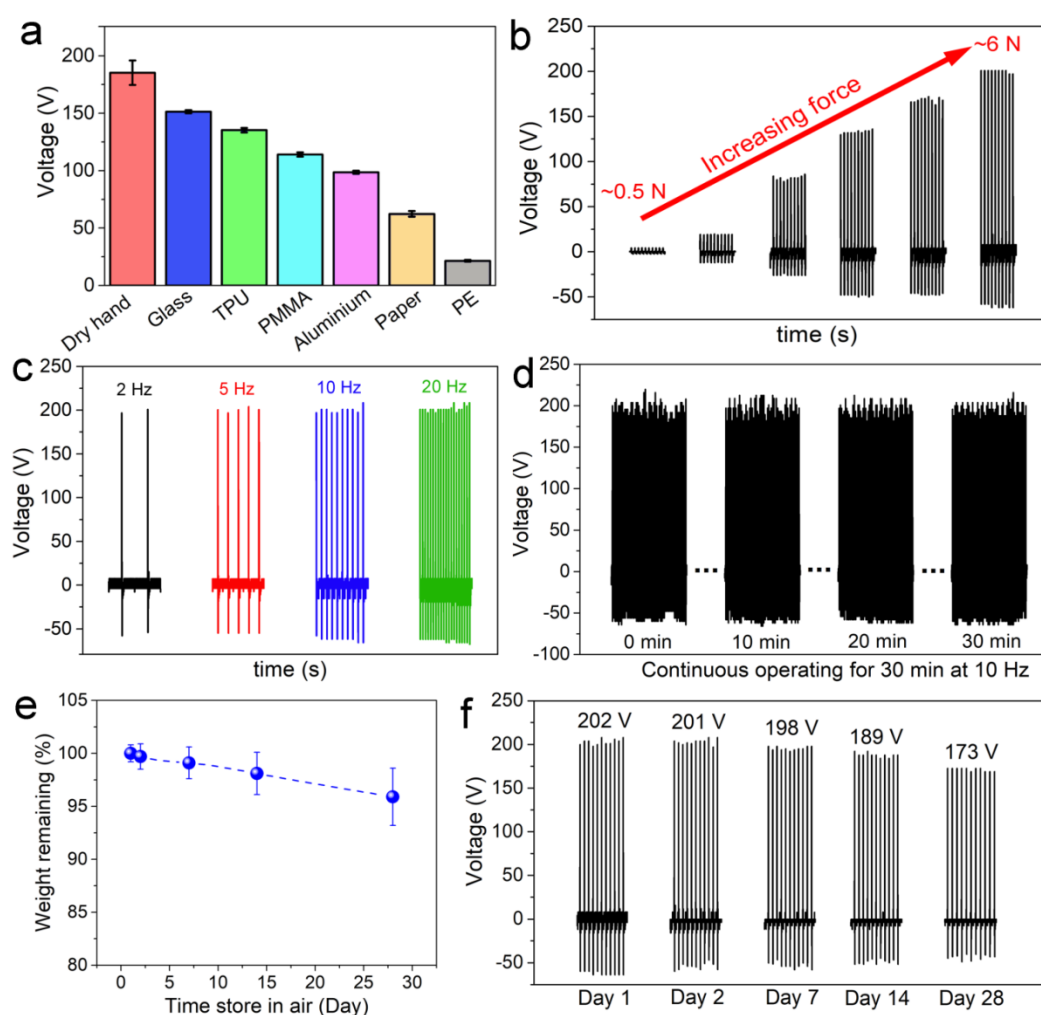 a
Voltage (V)
200
150
100
50
0
Dry hand
Glass
TPU
PMMA
Aluminium
Paper
PE
b
Voltage (V)
250
200
150
100
50
0
-50
~0.5 N
Increasing force
~6 N
time (s)
c
Voltage (V)
250
200
150
100
50
0
-50
2 Hz
5 Hz
10 Hz
20 Hz
time (s)
d
Voltage (V)
250
200
150
100
50
0
-50
-100
0 min
10 min
20 min
30 min
Continuous operating for 30 min at 10 Hz
e
Weight remaining (%)
105
100
95
90
85
80
0
5
10
15
20
25
30
Time store in air (Day)
f
Voltage (V)
250
200
150
100
50
0
-50
202 V
201 V
198 V
189 V
173 V
Day 1
Day 2
Day 7
Day 14
Day 28